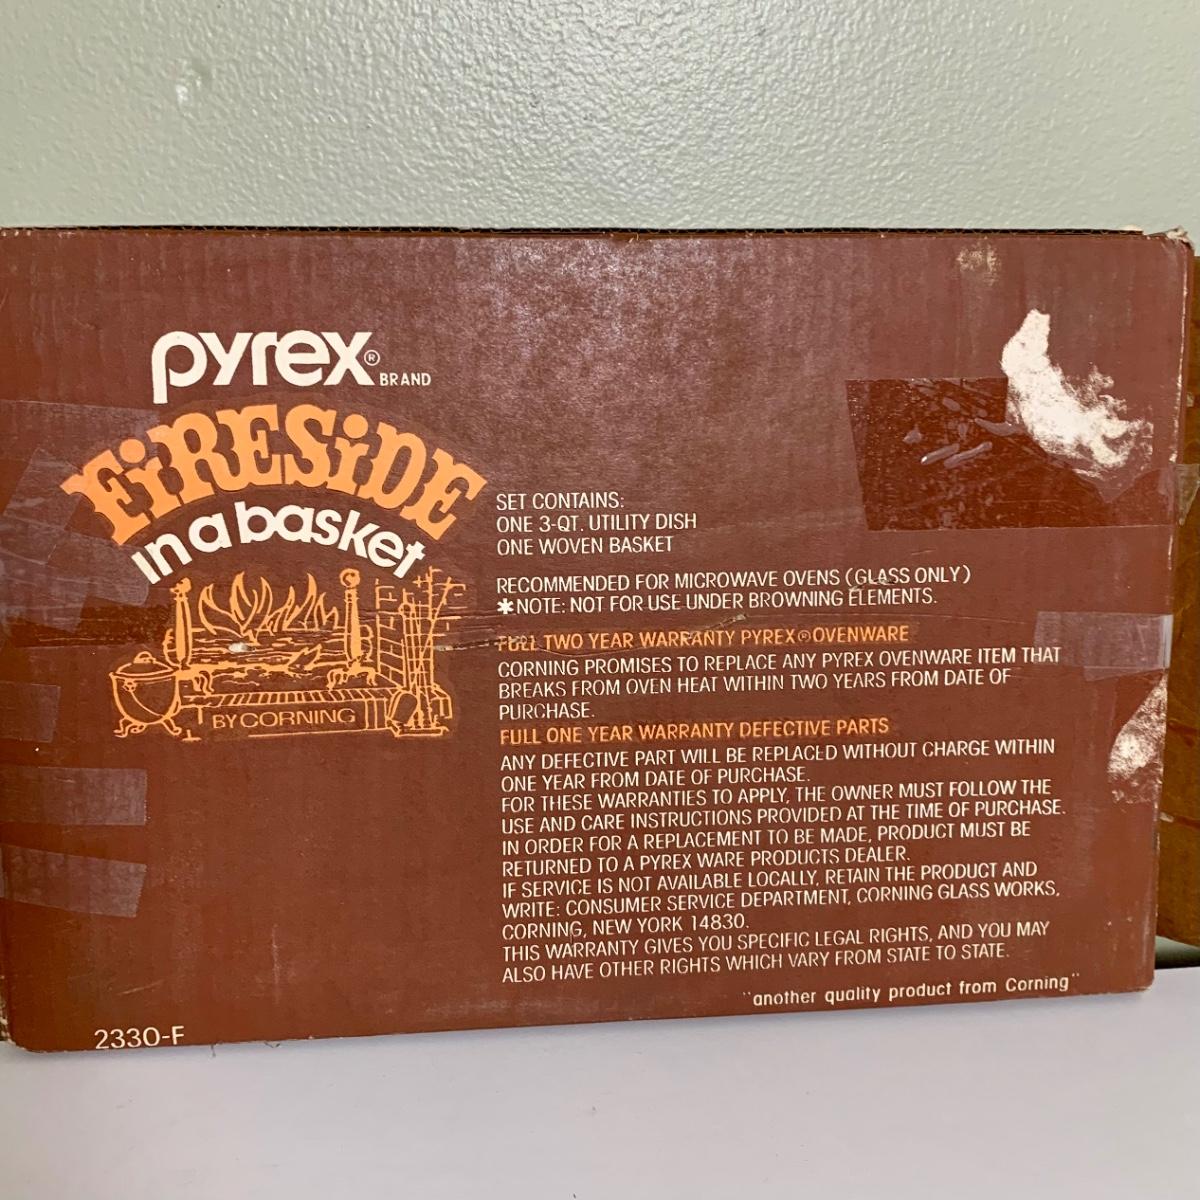 pyrex® BRAND
FiRESiDE
in a basket
BY CORNING
SET CONTAINS:
ONE 3-QT. UTILITY DISH
ONE WOVEN BASKET
RECOMMENDED FOR MICROWAVE OVENS (GLASS ONLY)
*NOTE: NOT FOR USE UNDER BROWNING ELEMENTS.
FULL TWO YEAR WARRANTY PYREX® OVENWARE
CORNING PROMISES TO REPLACE ANY PYREX OVENWARE ITEM THAT
BREAKS FROM OVEN HEAT WITHIN TWO YEARS FROM DATE OF
PURCHASE.
FULL ONE YEAR WARRANTY DEFECTIVE PARTS
ANY DEFECTIVE PART WILL BE REPLACED WITHOUT CHARGE WITHIN
ONE YEAR FROM DATE OF PURCHASE.
FOR THESE WARRANTIES TO APPLY, THE OWNER MUST FOLLOW THE
USE AND CARE INSTRUCTIONS PROVIDED AT THE TIME OF PURCHASE.
IN ORDER FOR A REPLACEMENT TO BE MADE, PRODUCT MUST BE
RETURNED TO A PYREX WARE PRODUCTS DEALER.
IF SERVICE IS NOT AVAILABLE LOCALLY, RETAIN THE PRODUCT AND
WRITE: CONSUMER SERVICE DEPARTMENT, CORNING GLASS WORKS,
CORNING, NEW YORK 14830.
THIS WARRANTY GIVES YOU SPECIFIC LEGAL RIGHTS, AND YOU MAY
ALSO HAVE OTHER RIGHTS WHICH VARY FROM STATE TO STATE.
"another quality product from Corning"
2330-F